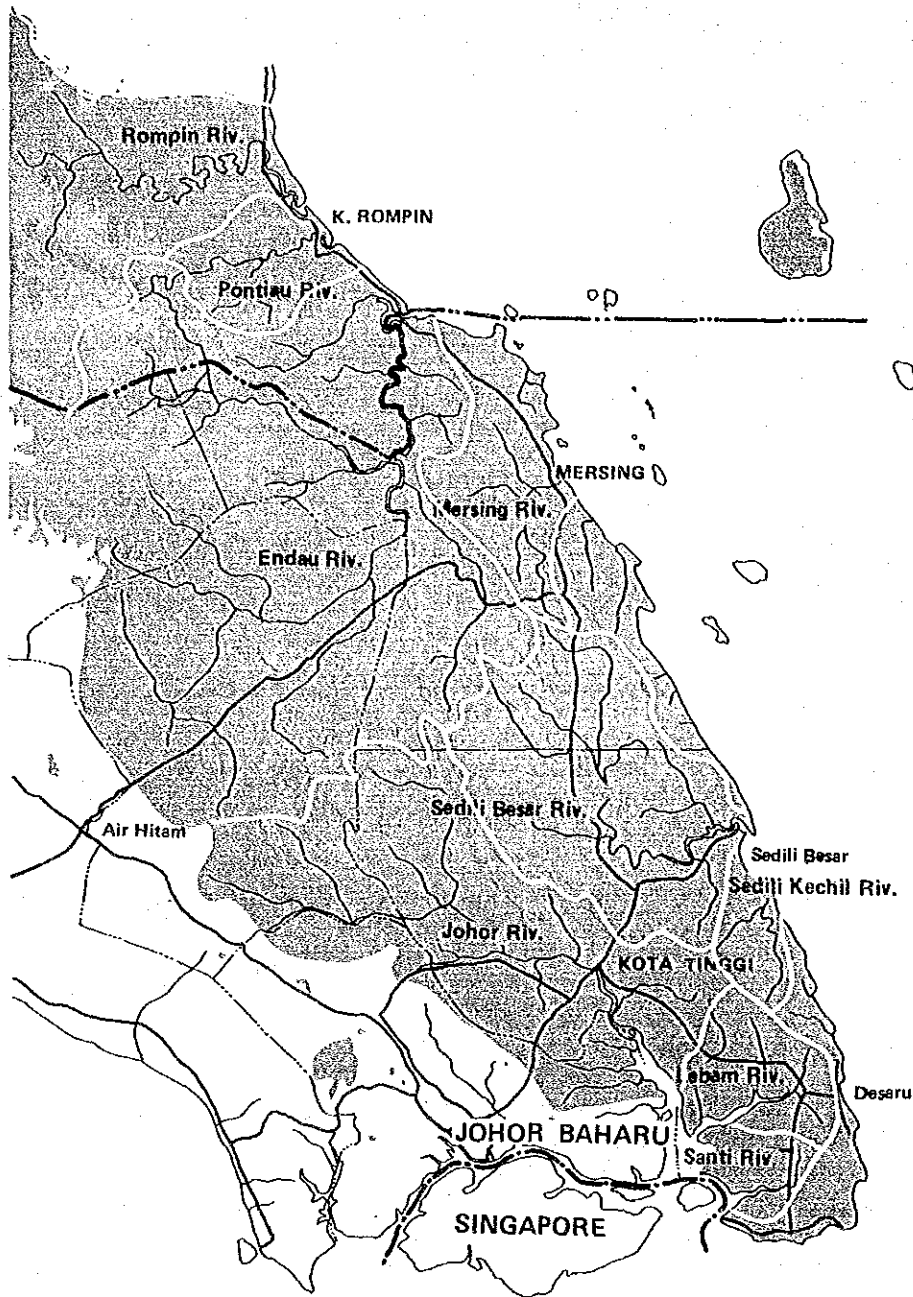 Rompin Riv.
K. ROMPIN
Pontiau Riv.
MERSING
Mersing Riv.
Endau Riv.
Sedili Besar Riv.
Air Hitam
Sedili Besar
Sedili Kechil Riv.
Johor Riv.
KOTA TINGGI
Lebam Riv.
Desaru
JOHOR BAHARU
Santi Riv.
SINGAPORE